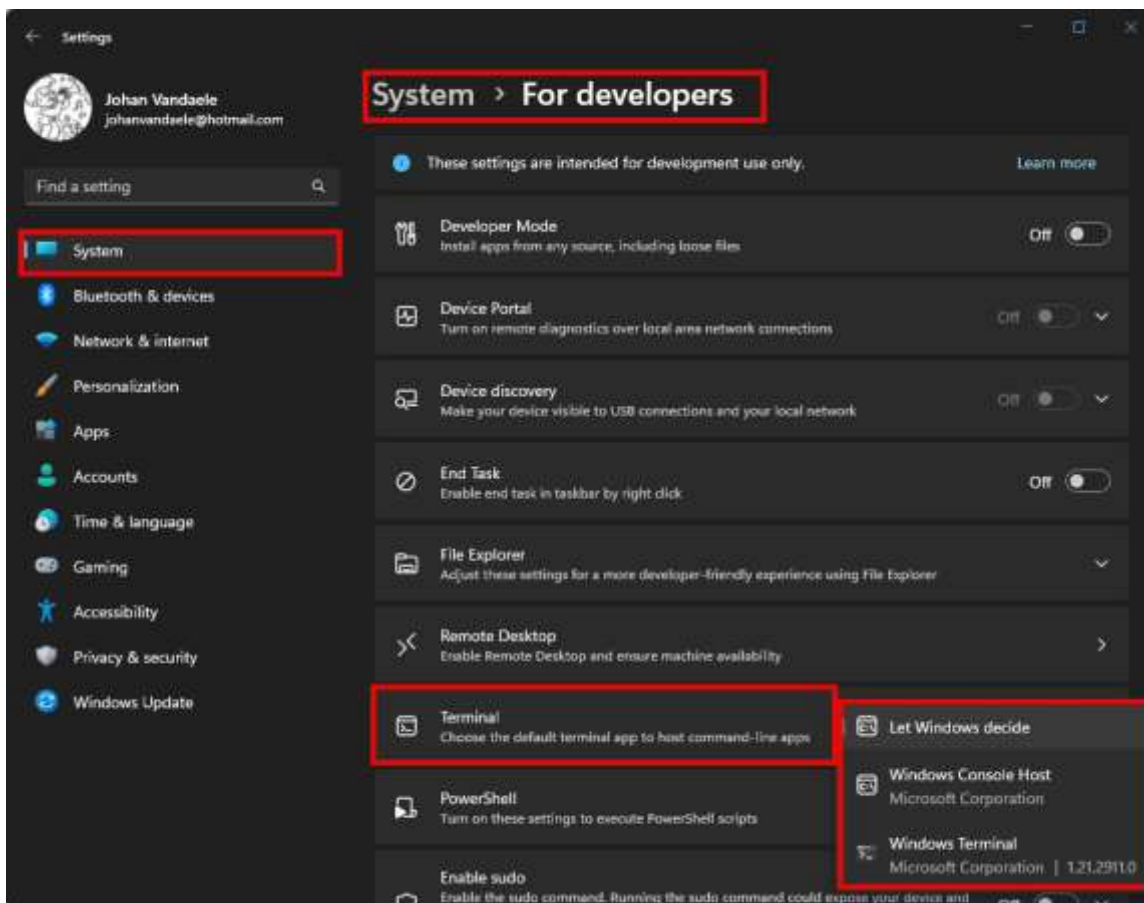 Settings
Johan Vandaele
johanvandaele@hotmail.com
Find a setting
System
Bluetooth & devices
Network & internet
Personalization
Apps
Accounts
Time & language
Gaming
Accessibility
Privacy & security
Windows Update
System > For developers
These settings are intended for development use only.
Learn more
Developer Mode
Install apps from any source, including loose files
Off
Device Portal
Turn on remote diagnostics over local area network connections
Off
Device discovery
Make your device visible to USB connections and your local network
Off
End Task
Enable end task in taskbar by right click
Off
File Explorer
Adjust these settings for a more developer-friendly experience using File Explorer
Remote Desktop
Enable Remote Desktop and ensure machine availability
Terminal
Choose the default terminal app to host command-line apps
Let Windows decide
Windows Console Host
Microsoft Corporation
Windows Terminal
Microsoft Corporation | 1.21.2911.0
PowerShell
Turn on these settings to execute PowerShell scripts
Enable sudo
Enable the sudo command. Running the sudo command could expose your device and
Off